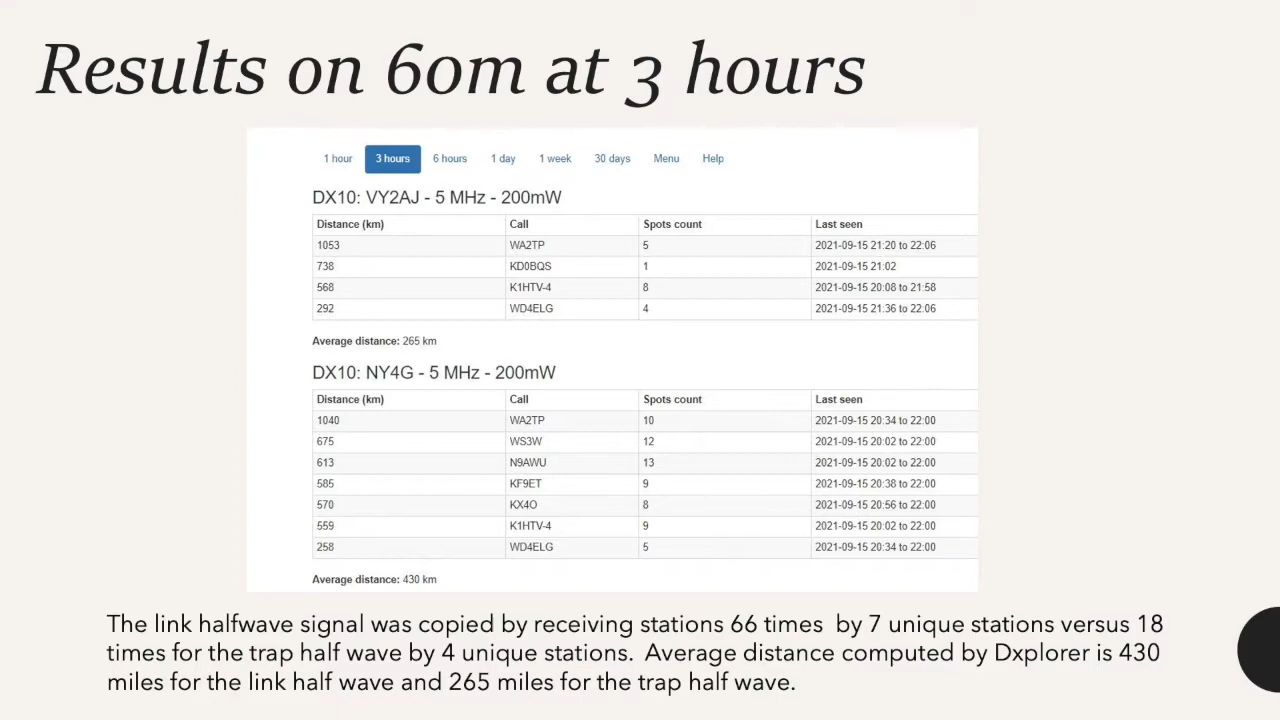 Results on 60m at 3 hours
1 hour 3 hours 6 hours 1 day 1 week 30 days Menu Help
DX10: VY2AJ - 5 MHz - 200mW
Distance (km) Call Spots count Last seen
1053 WA2TP 5 2021-09-15 21:20 to 22:06
738 KD0BQS 1 2021-09-15 21:02
568 K1HTV-4 8 2021-09-15 20:08 to 21:58
292 WD4ELG 4 2021-09-15 21:36 to 22:06
Average distance: 265 km
DX10: NY4G - 5 MHz - 200mW
Distance (km) Call Spots count Last seen
1040 WA2TP 10 2021-09-15 20:34 to 22:00
675 WS3W 12 2021-09-15 20:02 to 22:00
613 N9AWU 13 2021-09-15 20:02 to 22:00
585 KF9ET 9 2021-09-15 20:38 to 22:00
570 KX4O 8 2021-09-15 20:56 to 22:00
559 K1HTV-4 9 2021-09-15 20:02 to 22:00
258 WD4ELG 5 2021-09-15 20:34 to 22:00
Average distance: 430 km
The link halfwave signal was copied by receiving stations 66 times by 7 unique stations versus 18
times for the trap half wave by 4 unique stations. Average distance computed by Dxplorer is 430
miles for the link half wave and 265 miles for the trap half wave.